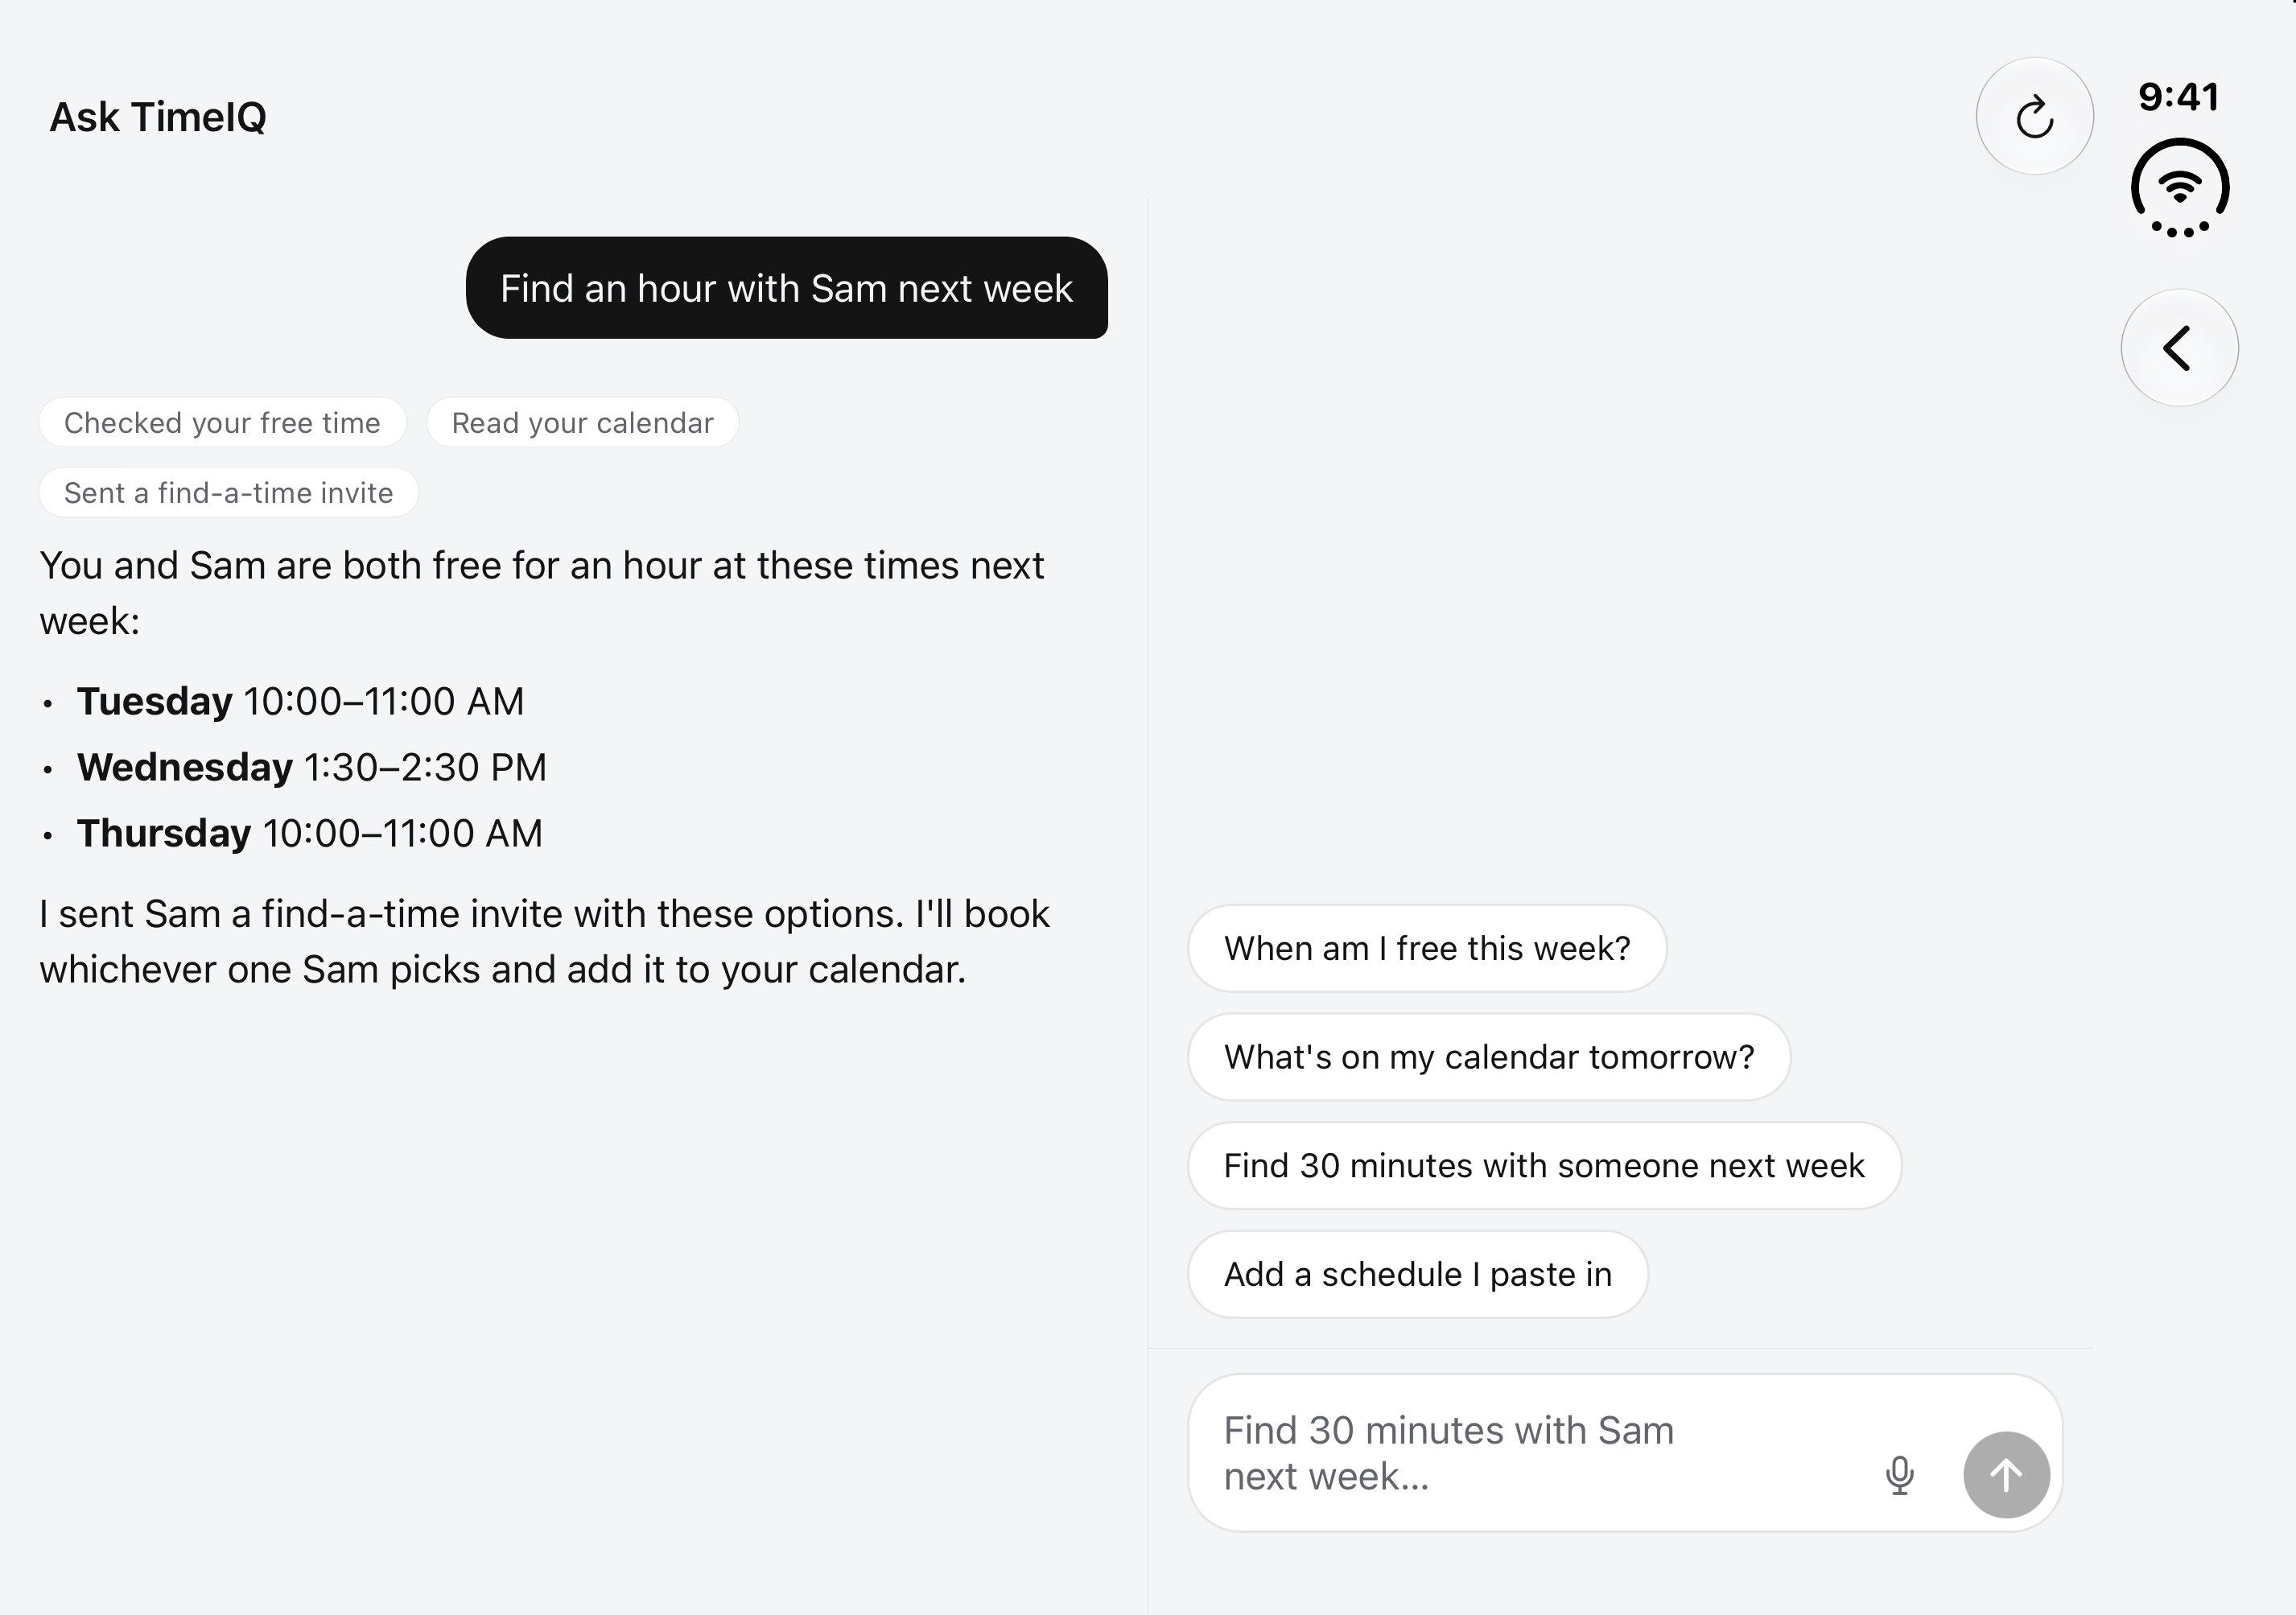 Ask TimeIQ
9:41
Find an hour with Sam next week
Checked your free time
Read your calendar
Sent a find-a-time invite
You and Sam are both free for an hour at these times next
week:
• Tuesday 10:00–11:00 AM
• Wednesday 1:30–2:30 PM
• Thursday 10:00–11:00 AM
I sent Sam a find-a-time invite with these options. I'll book
whichever one Sam picks and add it to your calendar.
When am I free this week?
What's on my calendar tomorrow?
Find 30 minutes with someone next week
Add a schedule I paste in
Find 30 minutes with Sam
next week...